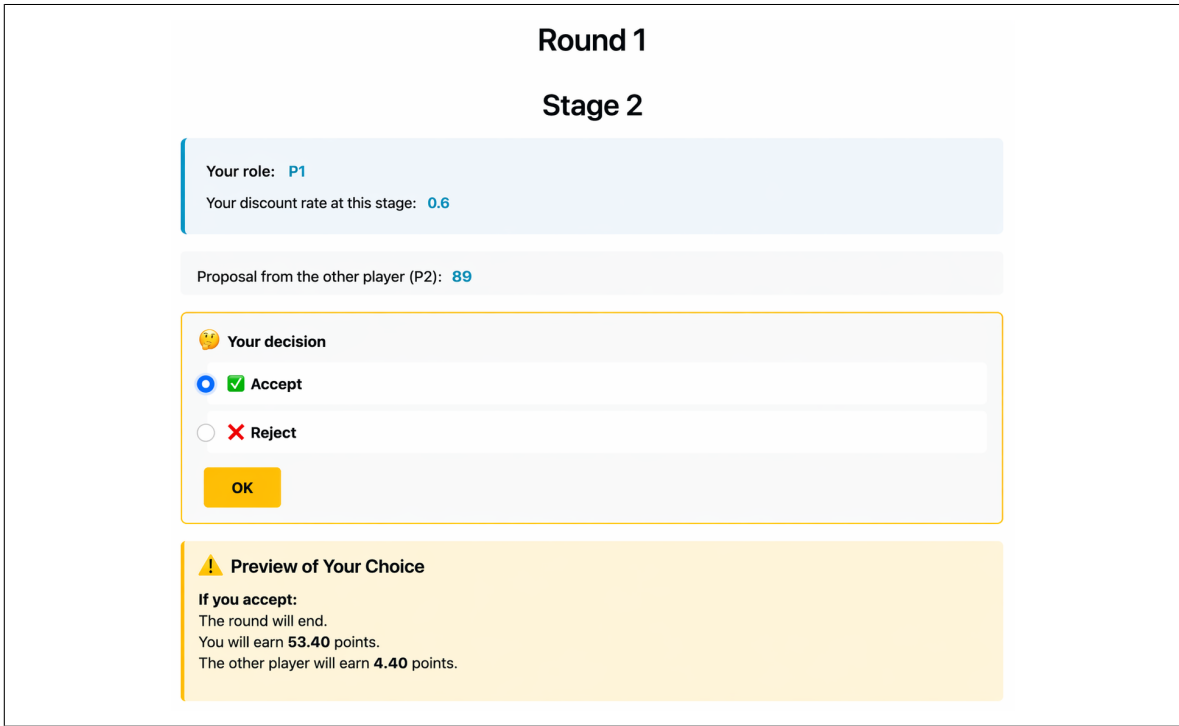 Round 1
Stage 2
Your role: P1
Your discount rate at this stage: 0.6
Proposal from the other player (P2): 89
🤔 Your decision
✅ Accept
❌ Reject
OK
⚠️ Preview of Your Choice
If you accept:
The round will end.
You will earn 53.40 points.
The other player will earn 4.40 points.